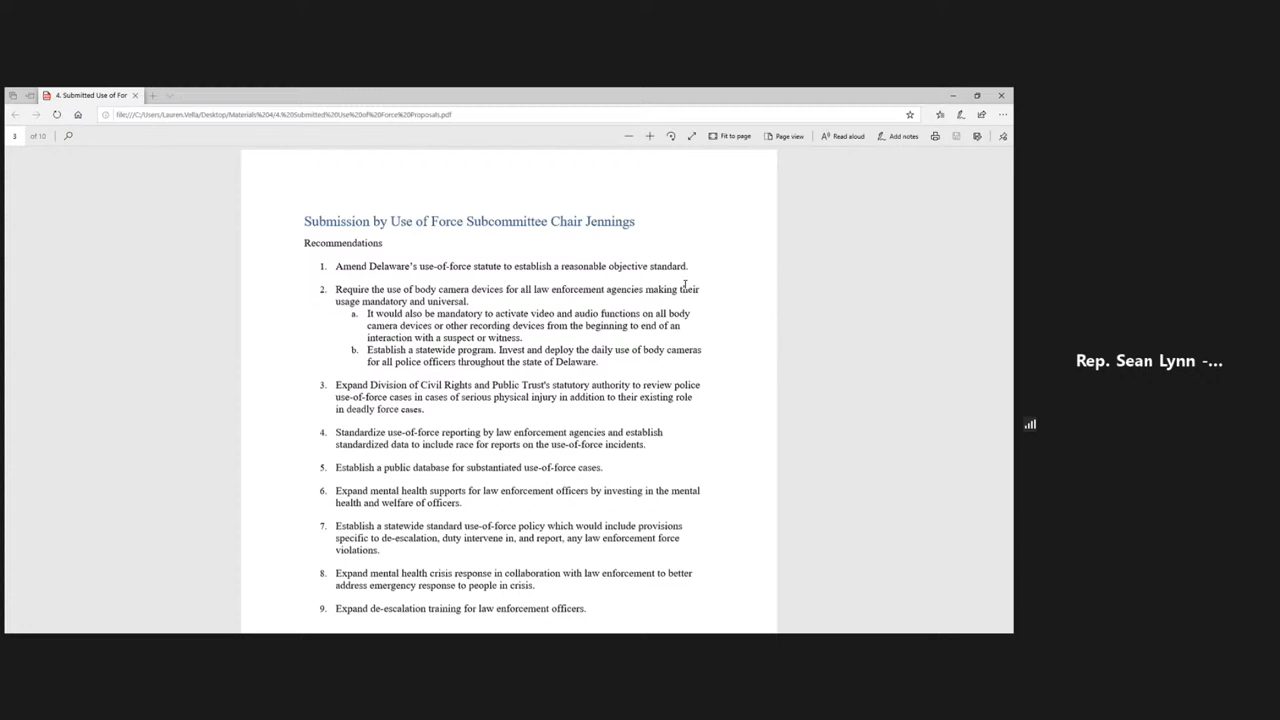 4. Submitted Use of For
file:///C:/Users/Lauren.Vella/Desktop/Materials%204/4.%20Submitted%20Use%20of%20Force%20Proposals.pdf
3 of 10
Fit to page
Page view
Read aloud
Add notes
Submission by Use of Force Subcommittee Chair Jennings
Recommendations
1. Amend Delaware's use-of-force statute to establish a reasonable objective standard.
2. Require the use of body camera devices for all law enforcement agencies making their
usage mandatory and universal.
a. It would also be mandatory to activate video and audio functions on all body
camera devices or other recording devices from the beginning to end of an
interaction with a suspect or witness.
b. Establish a statewide program. Invest and deploy the daily use of body cameras
for all police officers throughout the state of Delaware.
3. Expand Division of Civil Rights and Public Trust's statutory authority to review police
use-of-force cases in cases of serious physical injury in addition to their existing role
in deadly force cases.
4. Standardize use-of-force reporting by law enforcement agencies and establish
standardized data to include race for reports on the use-of-force incidents.
5. Establish a public database for substantiated use-of-force cases.
6. Expand mental health supports for law enforcement officers by investing in the mental
health and welfare of officers.
7. Establish a statewide standard use-of-force policy which would include provisions
specific to de-escalation, duty intervene in, and report, any law enforcement force
violations.
8. Expand mental health crisis response in collaboration with law enforcement to better
address emergency response to people in crisis.
9. Expand de-escalation training for law enforcement officers.
Rep. Sean Lynn -...